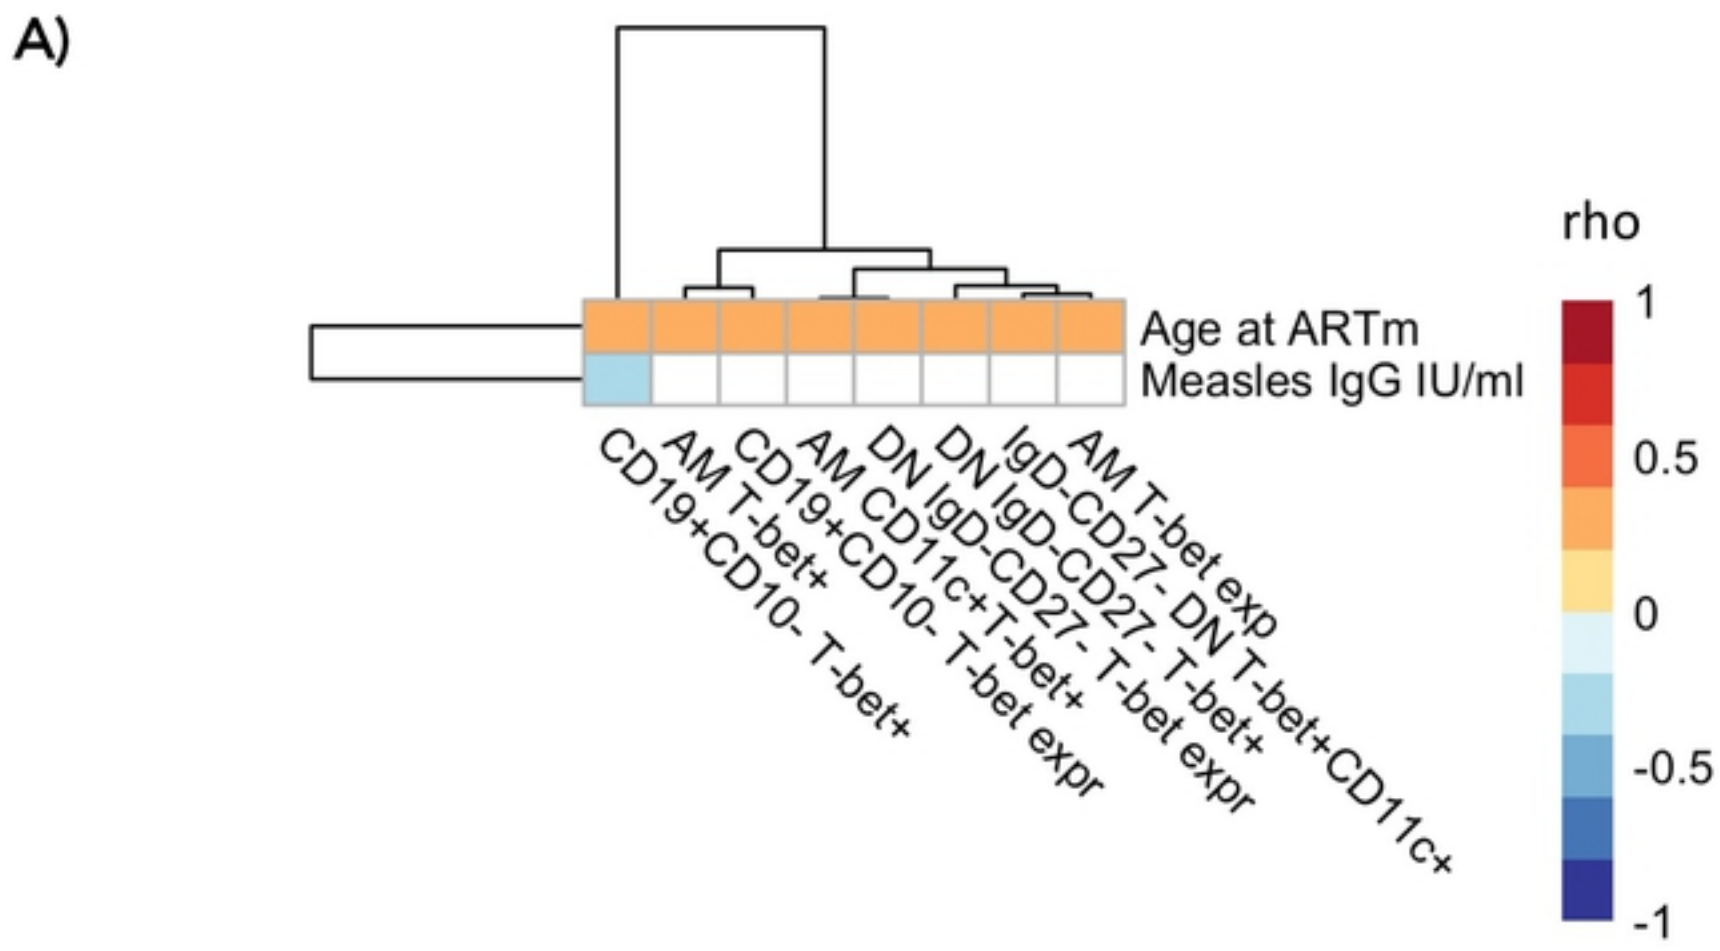 A)
rho
1
0.5
0
-0.5
-1
Age at ARTm
Measles IgG IU/ml
CD19+CD10- T-bet+
AM T-bet+
CD19+CD10- T-bet expr
AM CD11c+T-bet+
DN IgD-CD27- T-bet expr
DN IgD-CD27- T-bet+
IgD-CD27- DN T-bet+CD11c+
AM T-bet exp